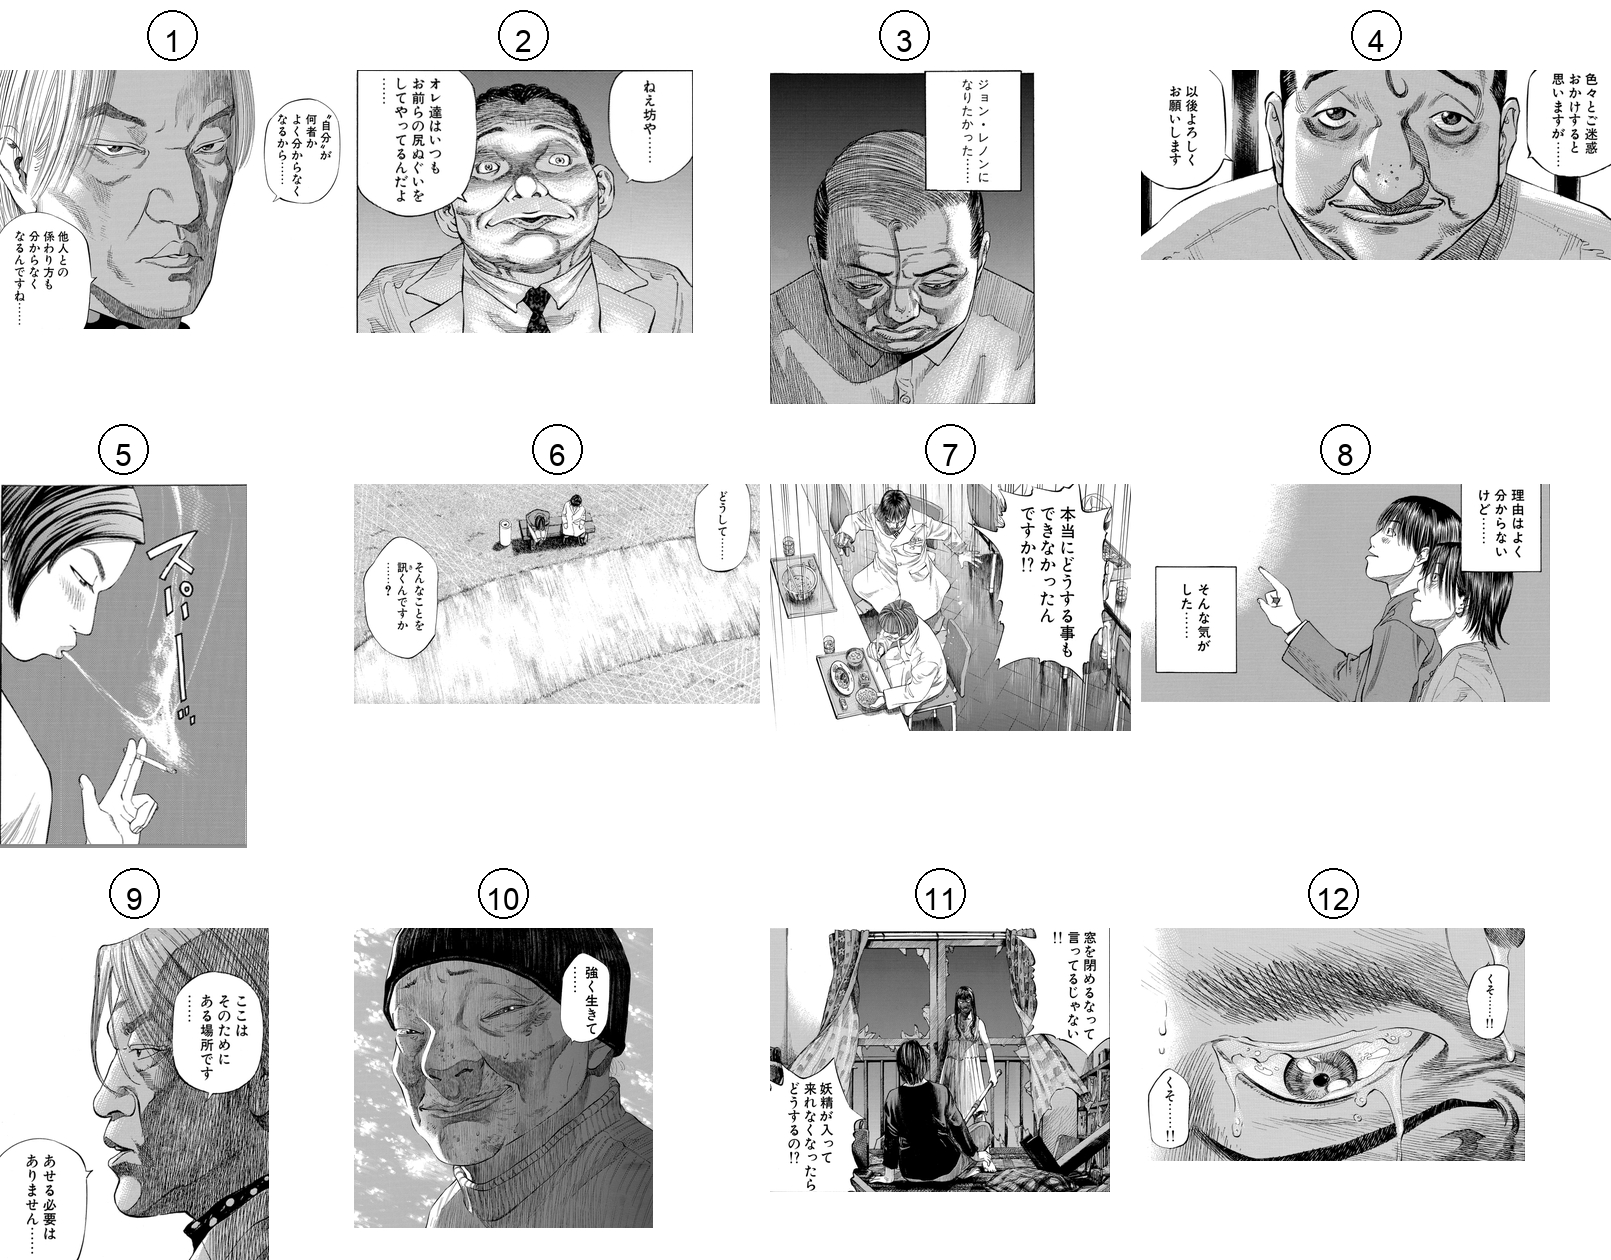 1
“自分”が
何者か
よく分からなく
なるから……
他人との
係わり方も
分からなく
なるんですね……
2
ねえ坊や……
オレ達はいつも
お前らの尻ぬぐいを
してやってるんだよ
……
3
ジョン・レノンに
なりたかった……
4
色々とご迷惑
おかけすると
思いますが……
以後よろしく
お願いします
5
スパーーーッ
6
どうして……
そんなことを
訊くんですか
……?
7
本当にどうする事も
できなかったん
ですか!?
8
理由はよく
分からない
けど……
そんな気が
した……
9
ここは
そのために
ある場所です
……
あせる必要は
ありません……
10
強く生きて
……
11
窓を閉めるなって
言ってるじゃない
!!
妖精が入って
来れなくなったら
どうするの!?
12
くそ……!!
くそ……!!